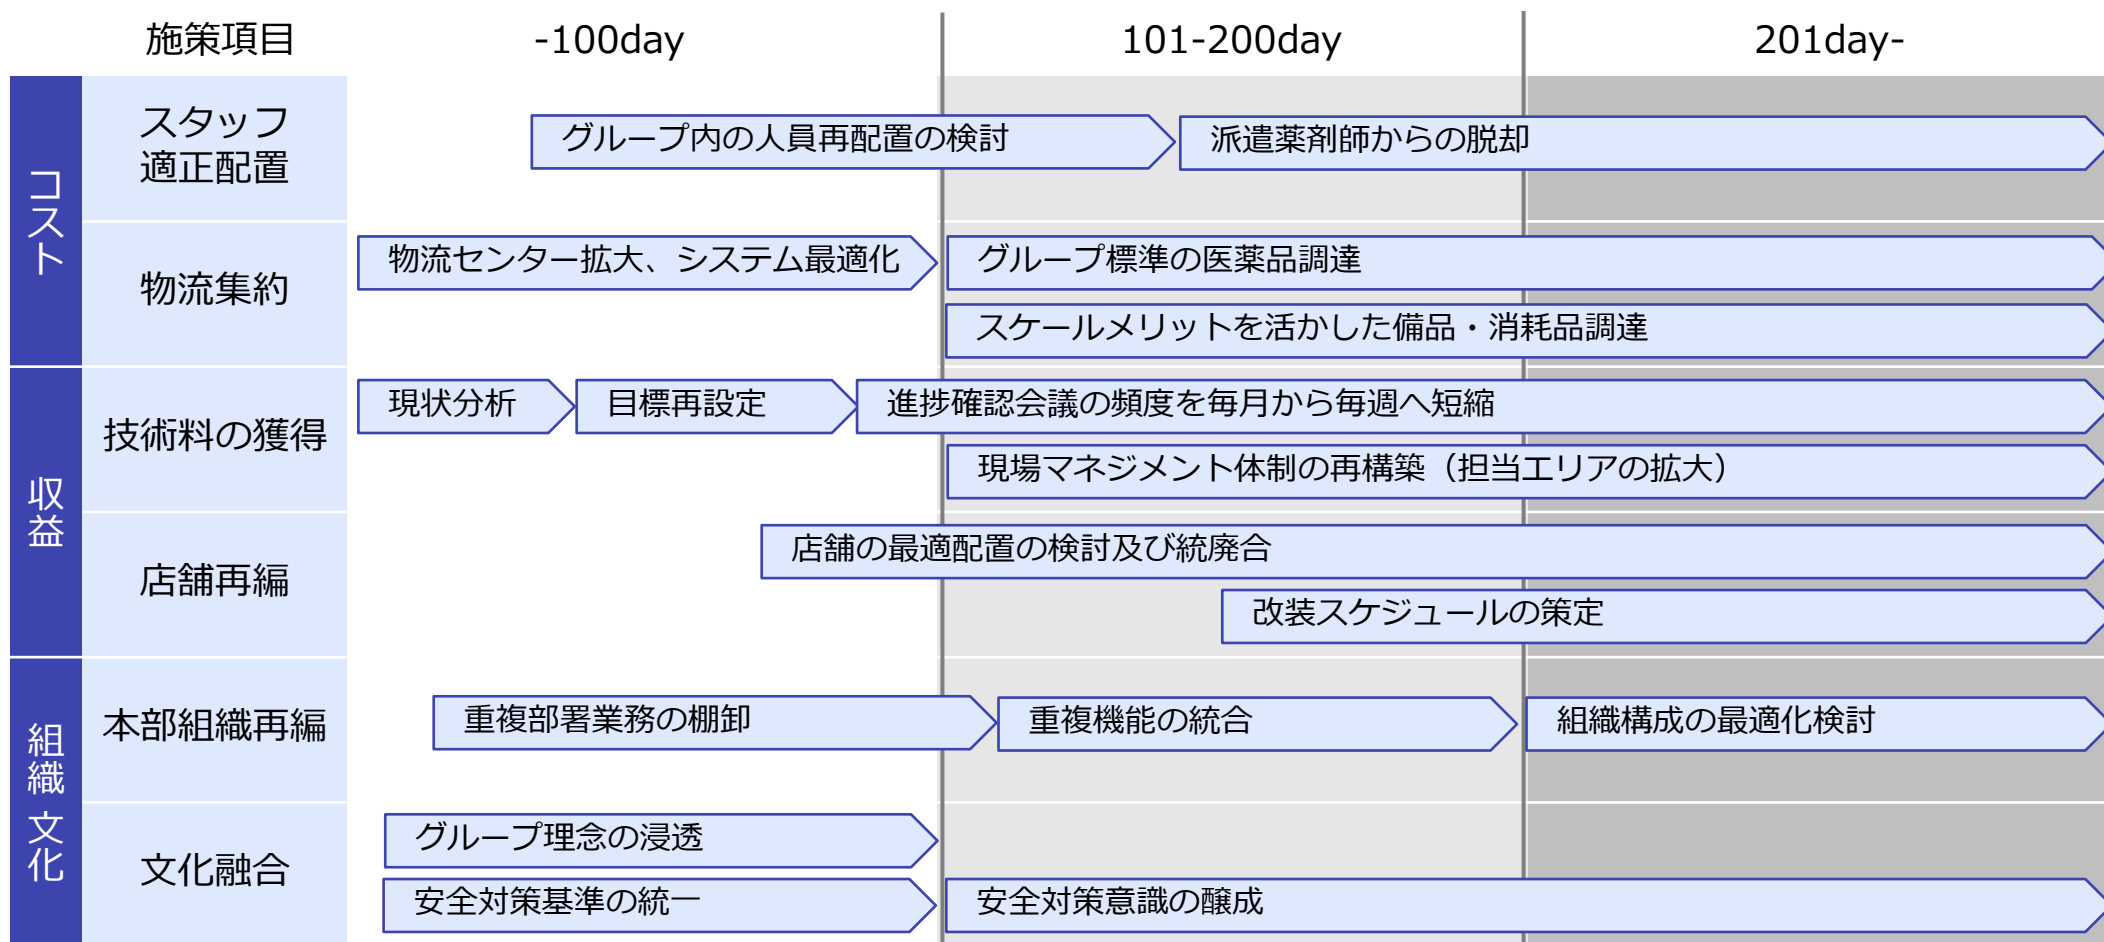 施策項目
-100day
101-200day
201day-
コスト
スタッフ
適正配置
グループ内の人員再配置の検討
派遣薬剤師からの脱却
物流集約
物流センター拡大、システム最適化
グループ標準の医薬品調達
スケールメリットを活かした備品・消耗品調達
収益
技術料の獲得
現状分析
目標再設定
進捗確認会議の頻度を毎月から毎週へ短縮
現場マネジメント体制の再構築（担当エリアの拡大）
店舗再編
店舗の最適配置の検討及び統廃合
改装スケジュールの策定
組織 文化
本部組織再編
重複部署業務の棚卸
重複機能の統合
組織構成の最適化検討
文化融合
グループ理念の浸透
安全対策基準の統一
安全対策意識の醸成